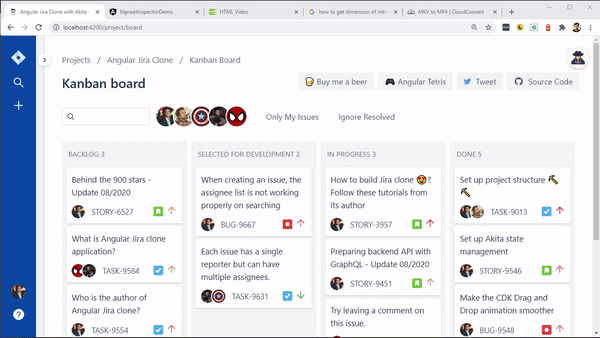 Angular Jira Clone with Akita
NgneatInspectorDemo
HTML Video
how to get dimension of mkv
MKV to MP4 | CloudConvert
localhost:4200/project/board
Projects / Angular Jira Clone / Kanban Board
Kanban board
Buy me a beer
Angular Tetris
Tweet
Source Code
Only My Issues
Ignore Resolved
BACKLOG 3
Behind the 900 stars -
Update 08/2020
STORY-6527
What is Angular Jira clone
application?
TASK-9584
Who is the author of
Angular Jira clone?
TASK-9554
SELECTED FOR DEVELOPMENT 2
When creating an issue, the
assignee list is not working
properly on searching
BUG-9667
Each issue has a single
reporter but can have
multiple assignees.
TASK-9631
IN PROGRESS 3
How to build Jira clone 😍?
Follow these tutorials from
its author
STORY-3957
Preparing backend API with
GraphQL - Update 08/2020
STORY-9451
Try leaving a comment on
this issue.
DONE 5
Set up project structure ⛏
⛏
TASK-9013
Set up Akita state
management
STORY-9546
Make the CDK Drag and
Drop animation smoother
BUG-9548